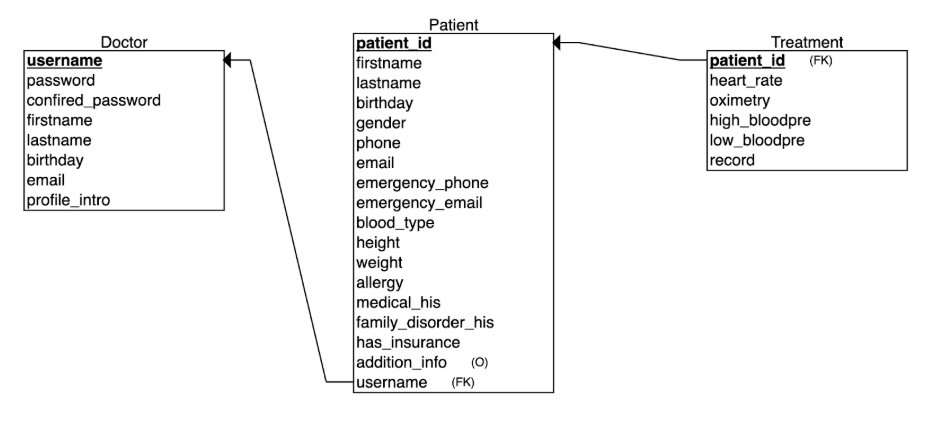 Doctor
username
password
confired_password
firstname
lastname
birthday
email
profile_intro
Patient
patient_id
firstname
lastname
birthday
gender
phone
email
emergency_phone
emergency_email
blood_type
height
weight
allergy
medical_his
family_disorder_his
has_insurance
addition_info (O)
username (FK)
Treatment
patient_id (FK)
heart_rate
oximetry
high_bloodpre
low_bloodpre
record